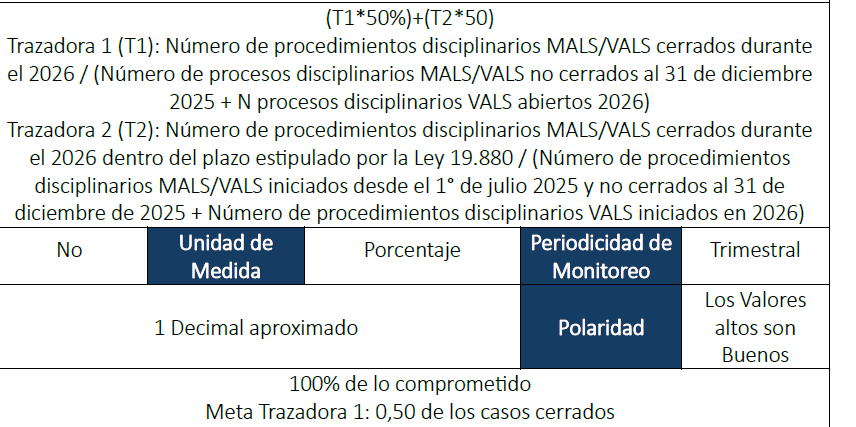 (T1*50%)+(T2*50)
Trazadora 1 (T1): Número de procedimientos disciplinarios MALS/VALS cerrados durante
el 2026 / (Número de procesos disciplinarios MALS/VALS no cerrados al 31 de diciembre
2025 + N procesos disciplinarios VALS abiertos 2026)
Trazadora 2 (T2): Número de procedimientos disciplinarios MALS/VALS cerrados durante
el 2026 dentro del plazo estipulado por la Ley 19.880 / (Número de procedimientos
disciplinarios MALS/VALS iniciados desde el 1° de julio 2025 y no cerrados al 31 de
diciembre de 2025 + Número de procedimientos disciplinarios VALS iniciados en 2026)
No
Unidad de
Medida
Porcentaje
Periodicidad de
Monitoreo
Trimestral
1 Decimal aproximado
Polaridad
Los Valores
altos son
Buenos
100% de lo comprometido
Meta Trazadora 1: 0,50 de los casos cerrados